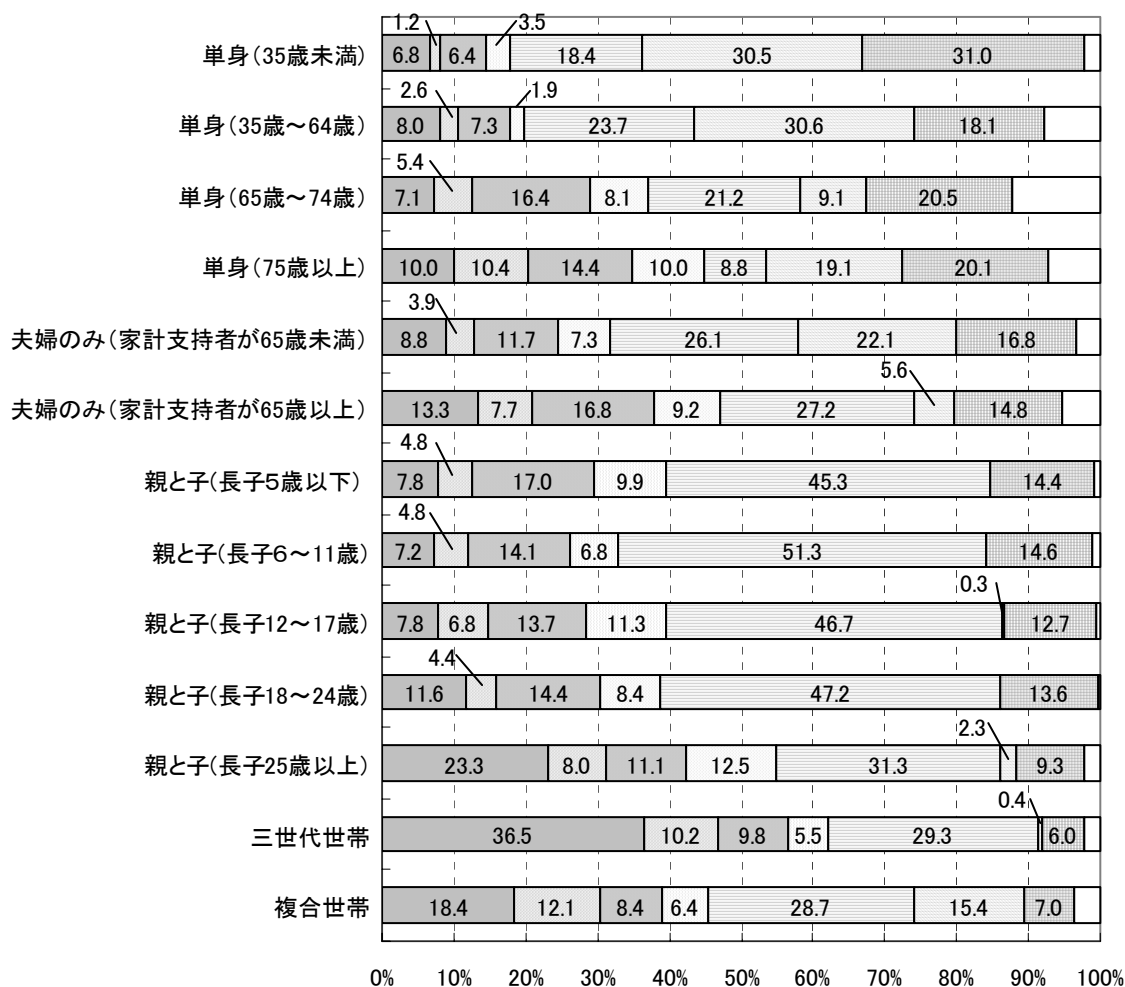 1.2 3.5
単身(35歳未満) 6.8 6.4 18.4 30.5 31.0
2.6 1.9
単身(35歳～64歳) 8.0 7.3 23.7 30.6 18.1
5.4
単身(65歳～74歳) 7.1 16.4 8.1 21.2 9.1 20.5
単身(75歳以上) 10.0 10.4 14.4 10.0 8.8 19.1 20.1
3.9
夫婦のみ(家計支持者が65歳未満) 8.8 11.7 7.3 26.1 22.1 16.8
5.6
夫婦のみ(家計支持者が65歳以上) 13.3 7.7 16.8 9.2 27.2 14.8
4.8
親と子(長子５歳以下) 7.8 17.0 9.9 45.3 14.4
4.8
親と子(長子６～11歳) 7.2 14.1 6.8 51.3 14.6
0.3
親と子(長子12～17歳) 7.8 6.8 13.7 11.3 46.7 12.7
4.4
親と子(長子18～24歳) 11.6 14.4 8.4 47.2 13.6
2.3
親と子(長子25歳以上) 23.3 8.0 11.1 12.5 31.3 9.3
0.4
三世代世帯 36.5 10.2 9.8 5.5 29.3 6.0
複合世帯 18.4 12.1 8.4 6.4 28.7 15.4 7.0
0% 10% 20% 30% 40% 50% 60% 70% 80% 90% 100%